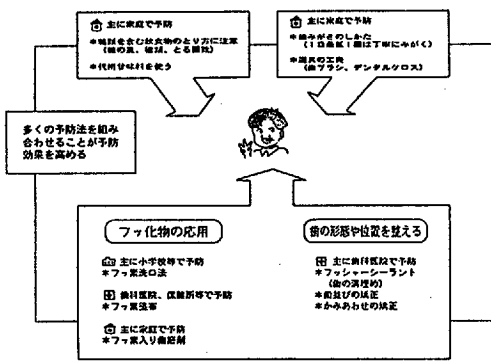 主に家庭で予防
*糖類を含む飲食物のとり方に注意
(糖の量、種類、とる回数)
*代用甘味料を使う
主に家庭で予防
*歯みがきのしかた
(1日最低1回は丁寧にみがく)
*道具の工夫
(歯ブラシ、デンタルフロス)
多くの予防法を組み
合わせることが予防
効果を高める
フッ化物の応用
主に小学校等で予防
*フッ素洗口法
歯科医院、保健所等で予防
*フッ素塗布
主に家庭で予防
*フッ素入り歯磨剤
歯の形態や位置を整える
主に歯科医院で予防
*フッシャーシーラント
(歯の溝埋め)
*歯並びの矯正
*かみあわせの矯正